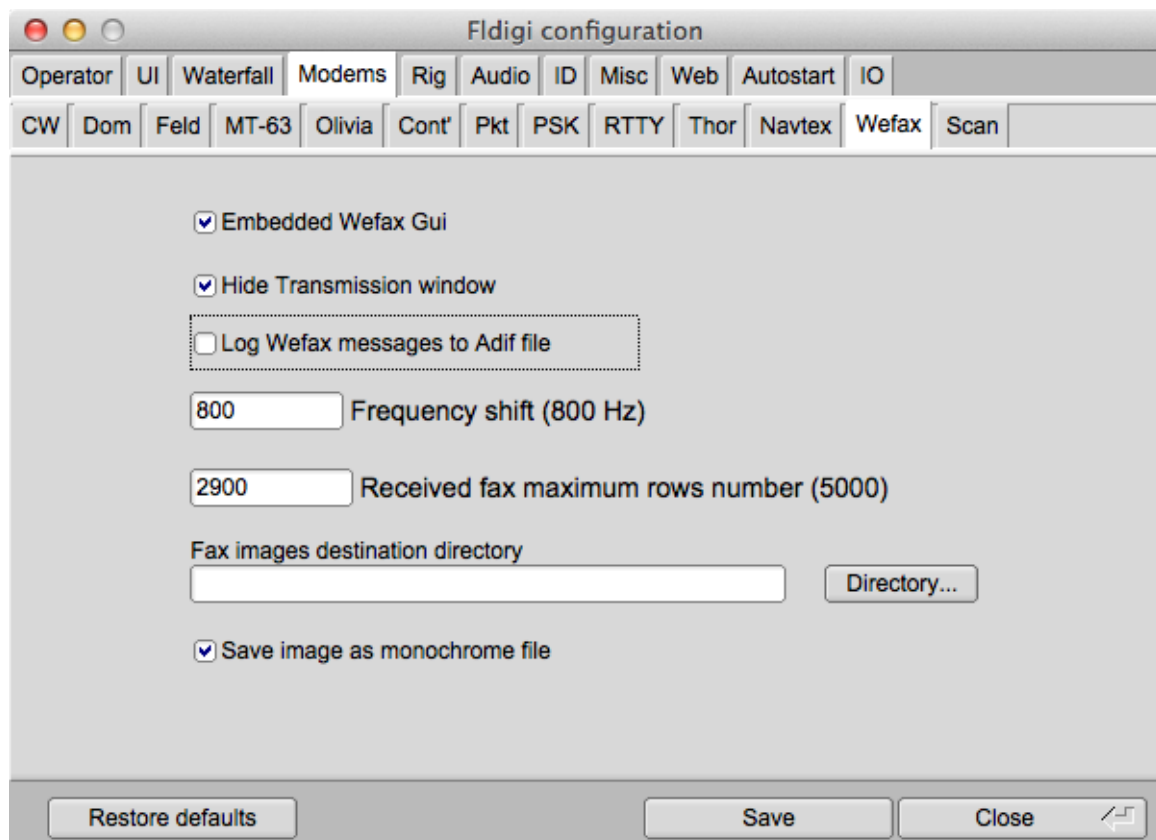 Fldigi configuration
Operator UI Waterfall Modems Rig Audio ID Misc Web Autostart IO
CW Dom Feld MT-63 Olivia Cont' Pkt PSK RTTY Thor Navtex Wefax Scan
Embedded Wefax Gui
Hide Transmission window
Log Wefax messages to Adif file
800 Frequency shift (800 Hz)
2900 Received fax maximum rows number (5000)
Fax images destination directory
Directory...
Save image as monochrome file
Restore defaults Save Close